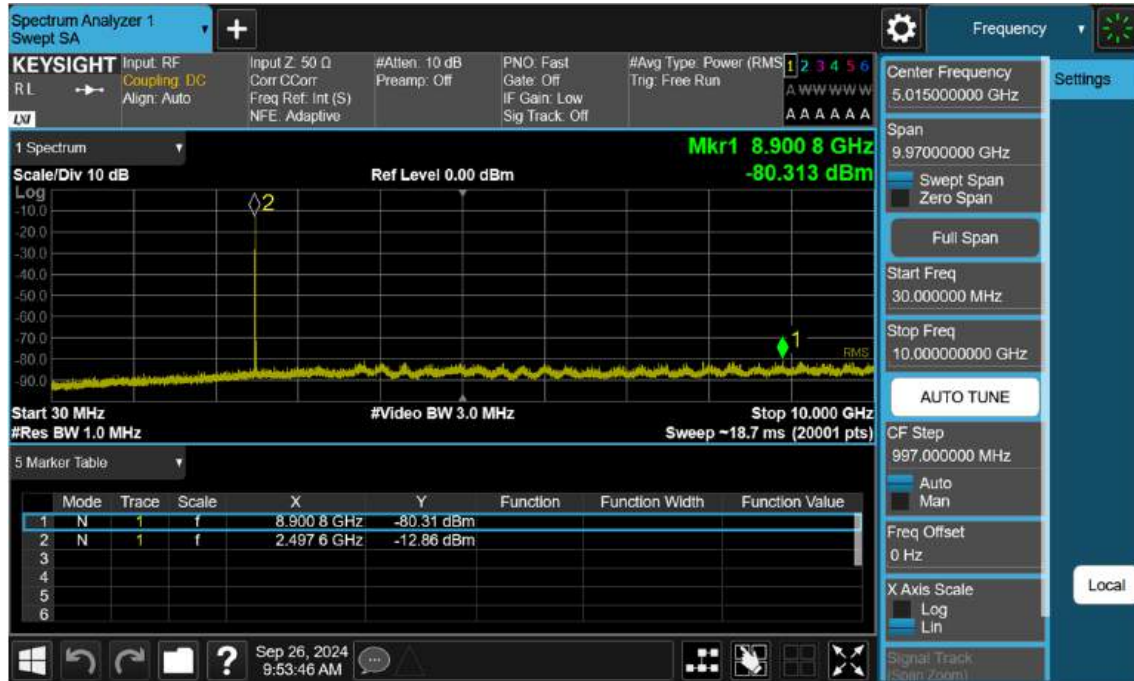 Spectrum Analyzer 1
Swept SA
+
Frequency
KEYSIGHT
RL
LXI
Input: RF
Coupling: DC
Align: Auto
Input Z: 50 Ω
Corr CCorr
Freq Ref: Int (S)
NFE: Adaptive
#Atten: 10 dB
Preamp: Off
PNO: Fast
Gate: Off
IF Gain: Low
Sig Track: Off
#Avg Type: Power (RMS
Trig: Free Run
1 2 3 4 5 6
A W W W W W
A A A A A A
1 Spectrum
Mkr1 8.900 8 GHz
-80.313 dBm
Scale/Div 10 dB
Ref Level 0.00 dBm
Log
-10.0
-20.0
-30.0
-40.0
-50.0
-60.0
-70.0
-80.0
-90.0
2
1
RMS
Start 30 MHz
#Video BW 3.0 MHz
Stop 10.000 GHz
#Res BW 1.0 MHz
Sweep ~18.7 ms (20001 pts)
5 Marker Table
Mode Trace Scale X Y Function Function Width Function Value
1 N 1 f 8.900 8 GHz -80.31 dBm
2 N 1 f 2.497 6 GHz -12.86 dBm
3
4
5
6
Center Frequency
5.015000000 GHz
Span
9.97000000 GHz
Swept Span
Zero Span
Full Span
Start Freq
30.000000 MHz
Stop Freq
10.000000000 GHz
AUTO TUNE
CF Step
997.000000 MHz
Auto
Man
Freq Offset
0 Hz
X Axis Scale
Log
Lin
Signal Track
(Span Zoom)
Settings
Local
?
Sep 26, 2024
9:53:46 AM